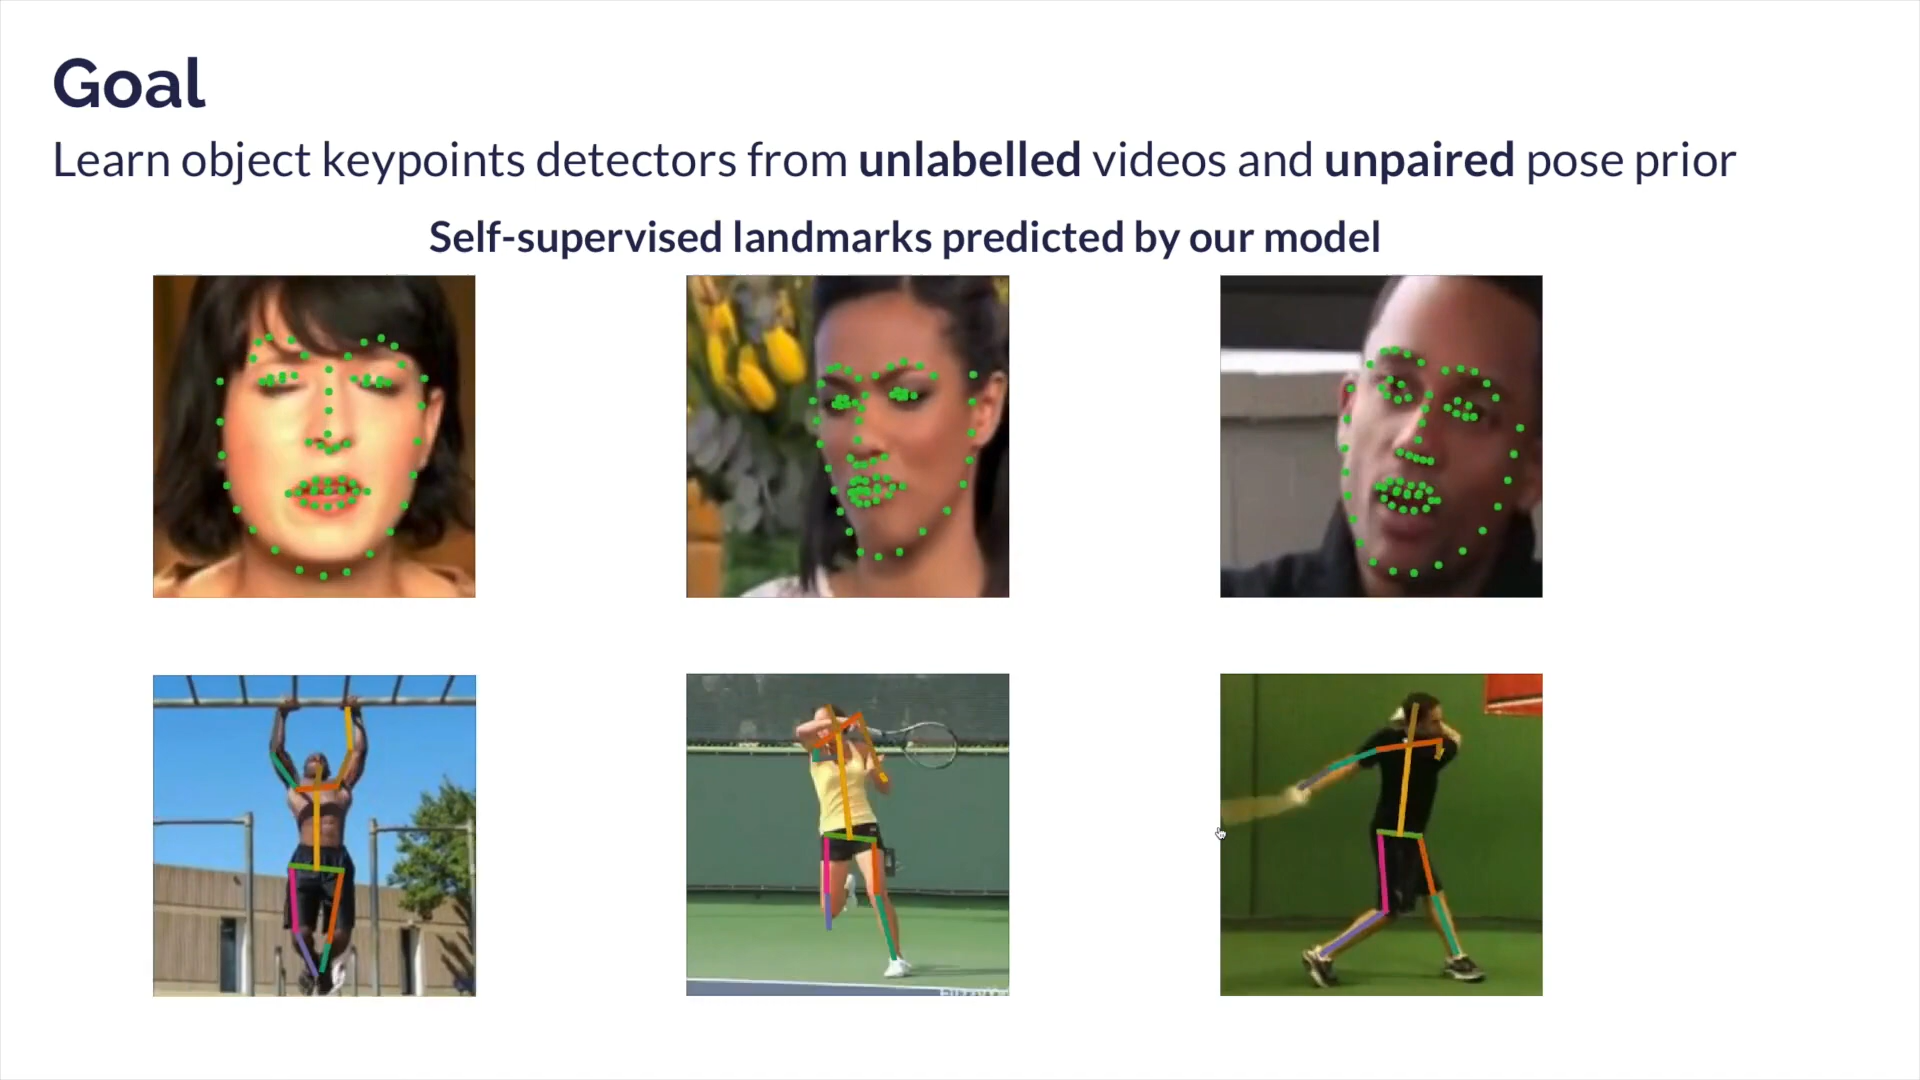 Goal
Learn object keypoints detectors from unlabelled videos and unpaired pose prior
Self-supervised landmarks predicted by our model